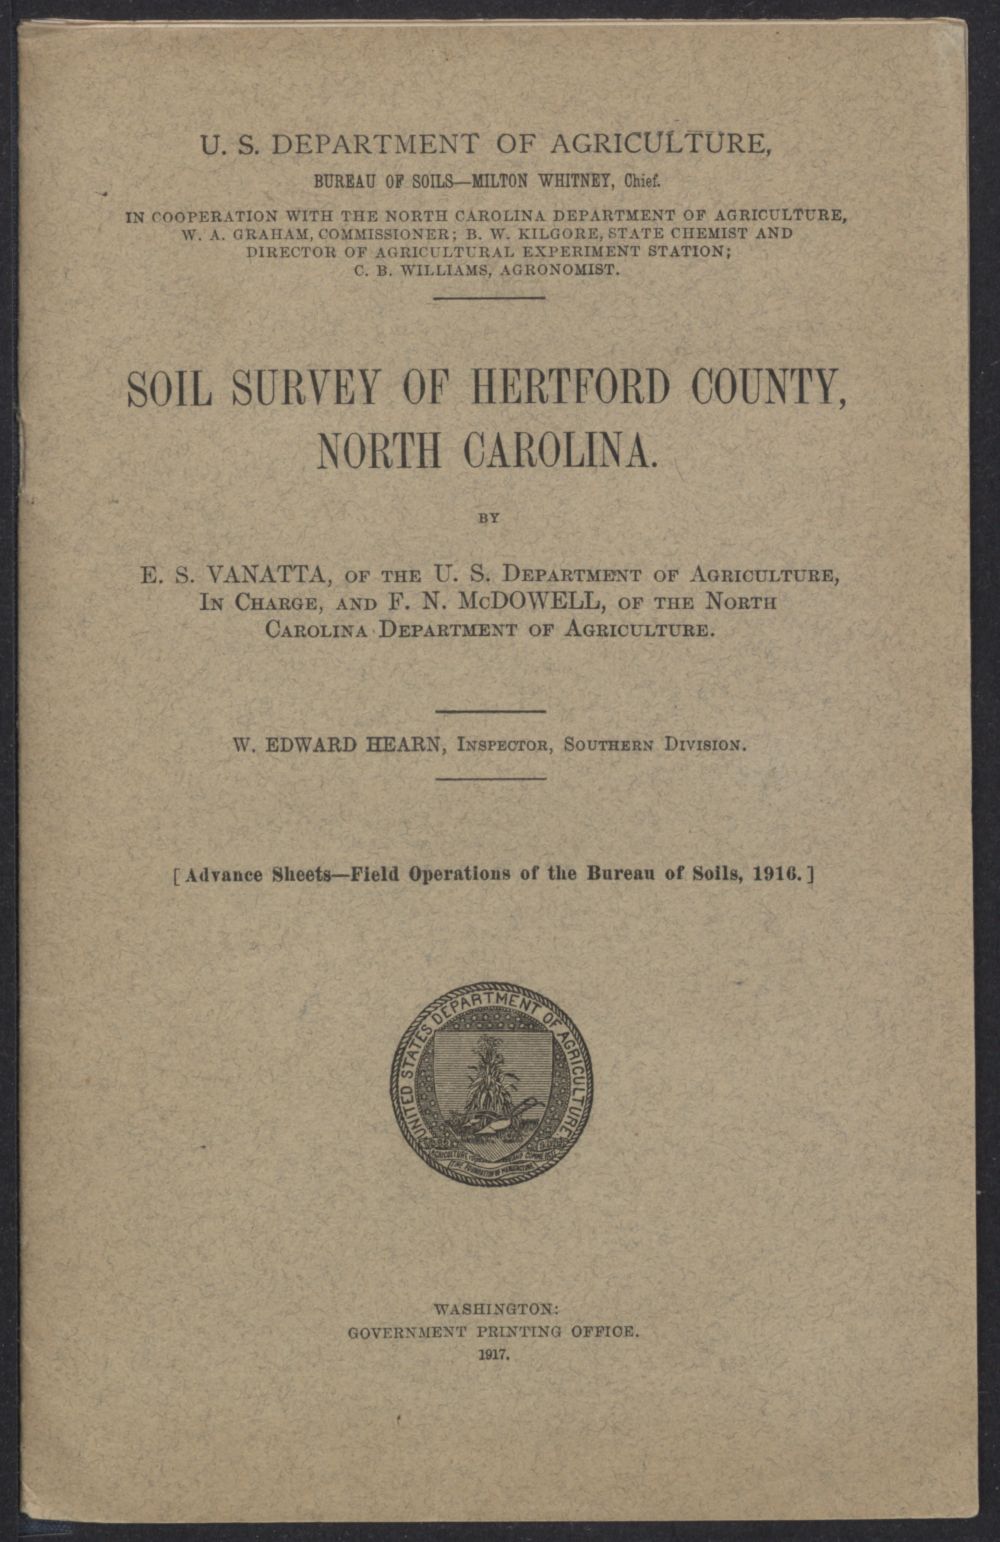 U. S. DEPARTMENT OF AGRICULTURE,
BUREAU OF SOILS—MILTON WHITNEY, Chief.
IN COOPERATION WITH THE NORTH CAROLINA DEPARTMENT OF AGRICULTURE,
W. A. GRAHAM, COMMISSIONER; B. W. KILGORE, STATE CHEMIST AND
DIRECTOR OF AGRICULTURAL EXPERIMENT STATION;
C. B. WILLIAMS, AGRONOMIST.
SOIL SURVEY OF HERTFORD COUNTY,
NORTH CAROLINA.
BY
E. S. VANATTA, OF THE U. S. DEPARTMENT OF AGRICULTURE,
IN CHARGE, AND F. N. McDOWELL, OF THE NORTH
CAROLINA DEPARTMENT OF AGRICULTURE.
W. EDWARD HEARN, INSPECTOR, SOUTHERN DIVISION.
[Advance Sheets—Field Operations of the Bureau of Soils, 1916.]
UNITED STATES DEPARTMENT OF AGRICULTURE
WASHINGTON:
GOVERNMENT PRINTING OFFICE.
1917.